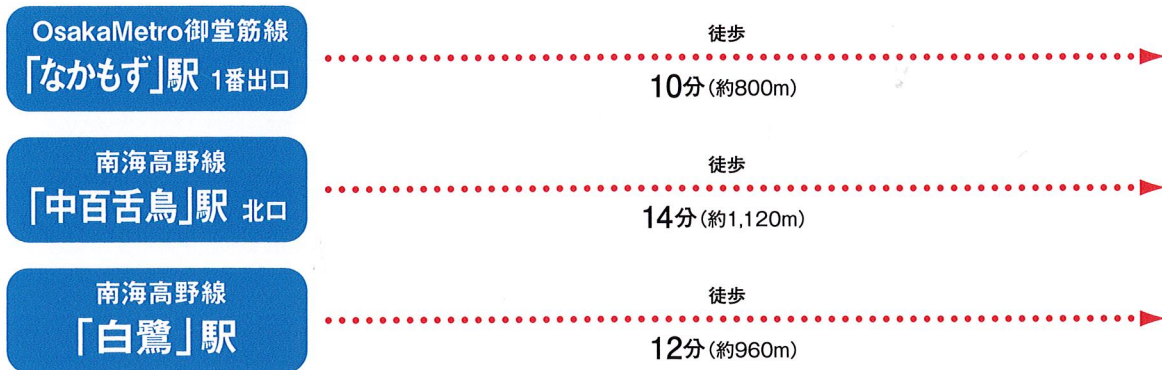 OsakaMetro御堂筋線
「なかもず」駅 1番出口
徒歩
10分(約800m)
南海高野線
「中百舌鳥」駅 北口
徒歩
14分(約1,120m)
南海高野線
「白鷺」駅
徒歩
12分(約960m)